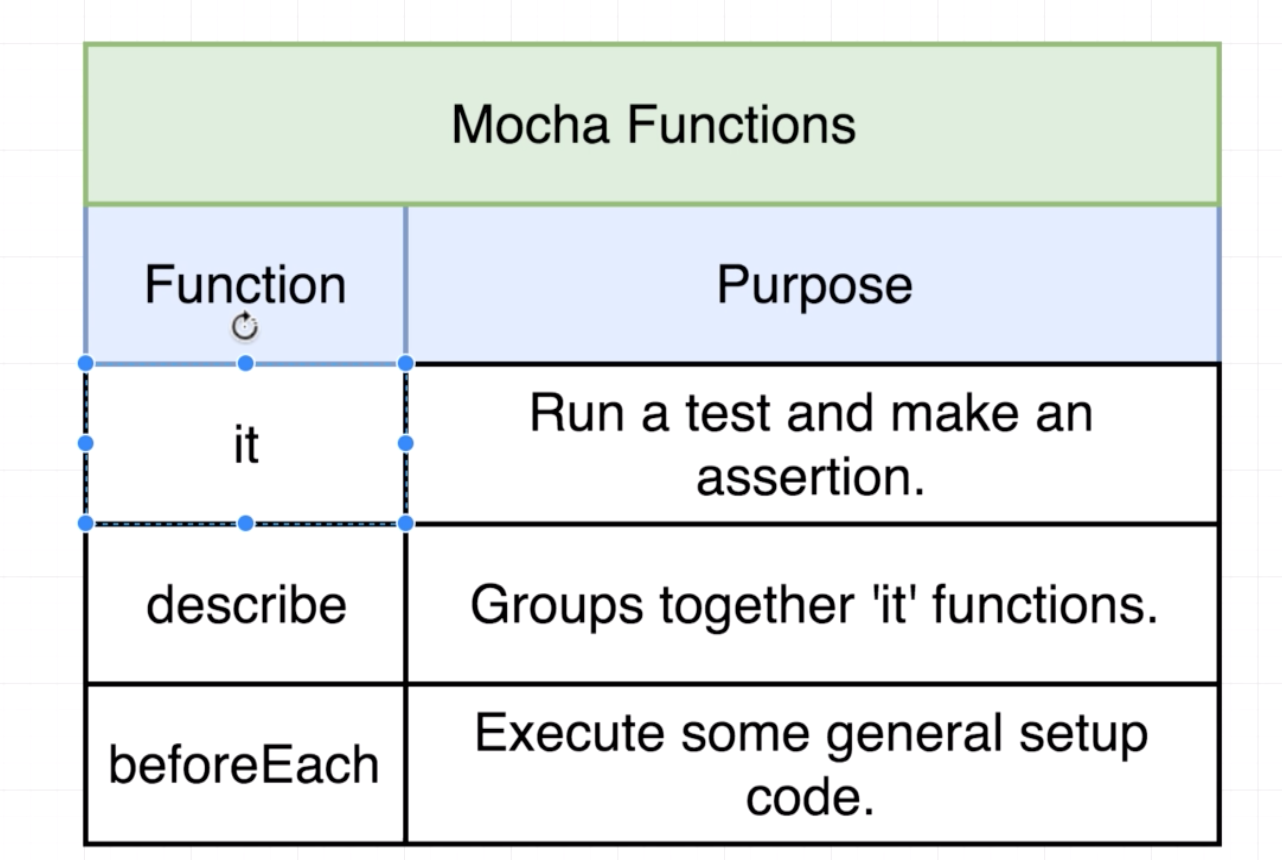 Mocha Functions
Function
Purpose
it
Run a test and make an
assertion.
describe
Groups together 'it' functions.
beforeEach
Execute some general setup
code.